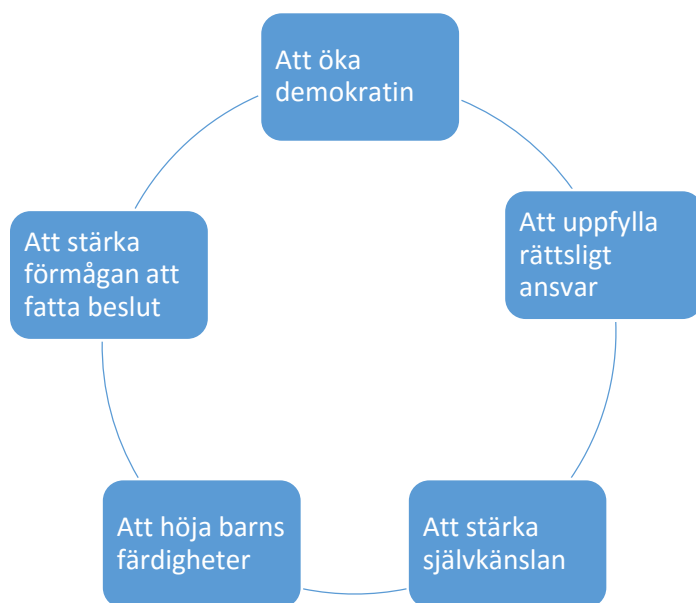 Att öka
demokratin
Att uppfylla
rättsligt
ansvar
Att stärka
självkänslan
Att höja barns
färdigheter
Att stärka
förmågan att
fatta beslut